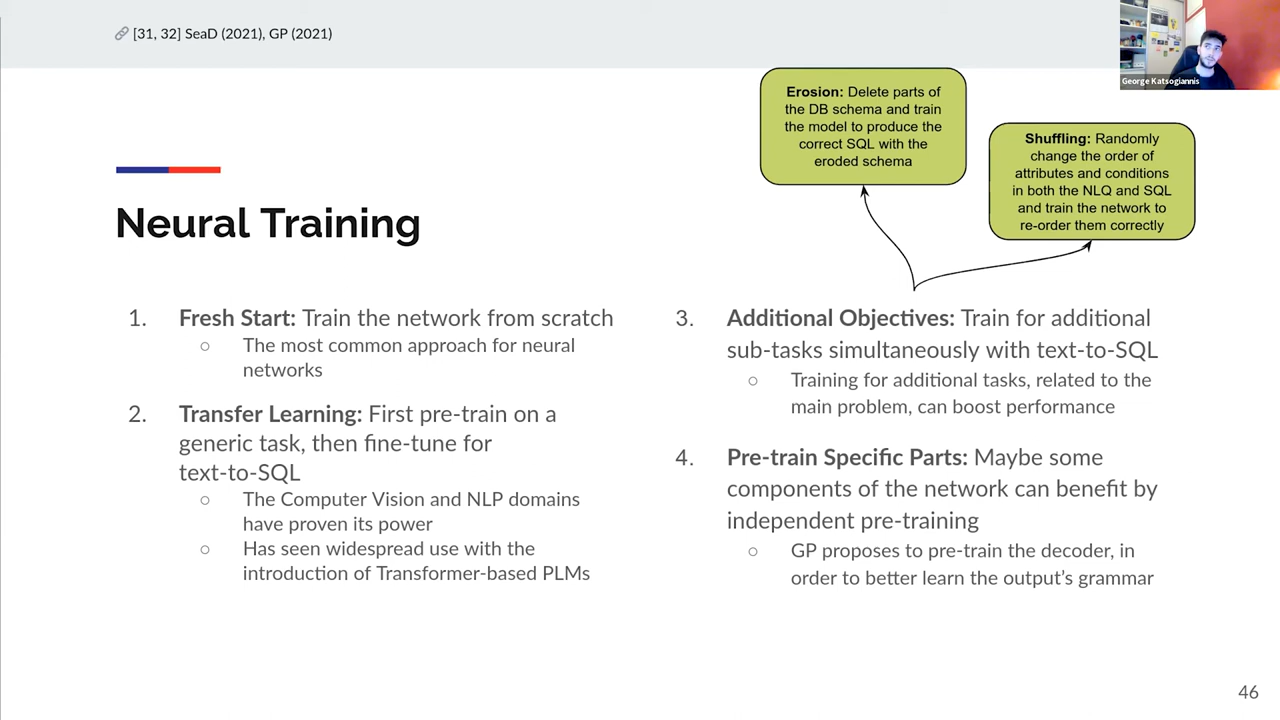 [31, 32] SeaD (2021), GP (2021)
George Katsogiannis
Erosion: Delete parts of
the DB schema and train
the model to produce the
correct SQL with the
eroded schema
Shuffling: Randomly
change the order of
attributes and conditions
in both the NLQ and SQL
and train the network to
re-order them correctly
Neural Training
1. Fresh Start: Train the network from scratch
○ The most common approach for neural
networks
2. Transfer Learning: First pre-train on a
generic task, then fine-tune for
text-to-SQL
○ The Computer Vision and NLP domains
have proven its power
○ Has seen widespread use with the
introduction of Transformer-based PLMs
3. Additional Objectives: Train for additional
sub-tasks simultaneously with text-to-SQL
○ Training for additional tasks, related to the
main problem, can boost performance
4. Pre-train Specific Parts: Maybe some
components of the network can benefit by
independent pre-training
○ GP proposes to pre-train the decoder, in
order to better learn the output's grammar
46